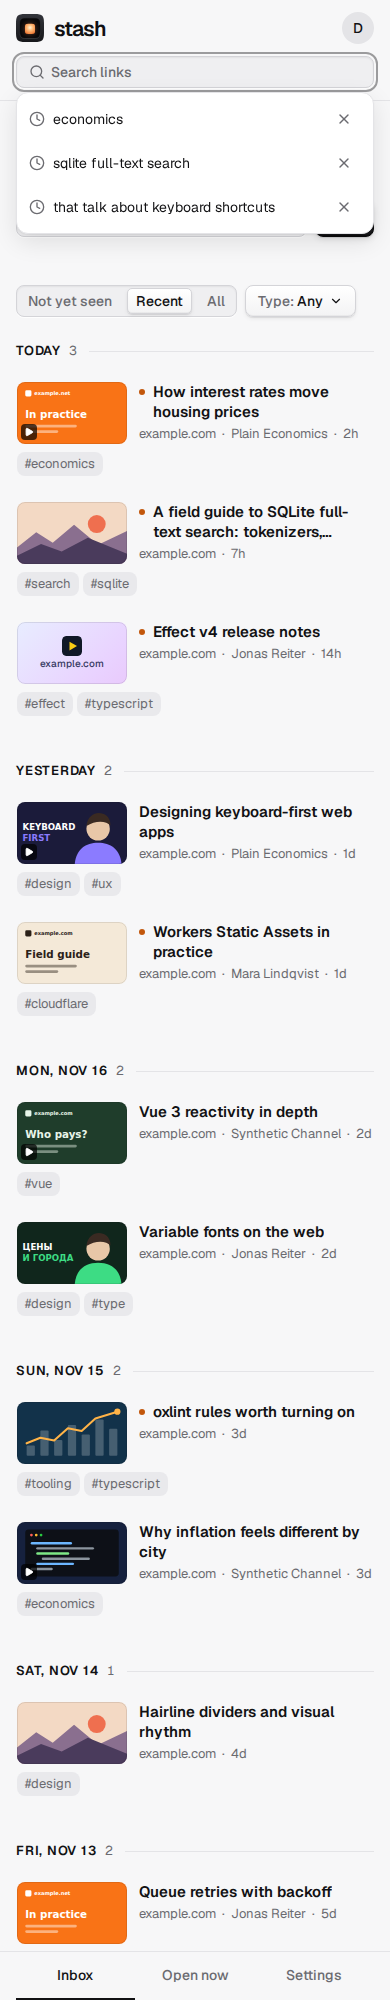 stash
D
Search links
economics
sqlite full-text search
that talk about keyboard shortcuts
Not yet seen
Recent
All
Type: Any
TODAY 3
example.net
In practice
How interest rates move
housing prices
example.com · Plain Economics · 2h
#economics
A field guide to SQLite full-
text search: tokenizers,...
example.com · 7h
#search
#sqlite
example.com
Effect v4 release notes
example.com · Jonas Reiter · 14h
#effect
#typescript
YESTERDAY 2
KEYBOARD
FIRST
Designing keyboard-first web
apps
example.com · Plain Economics · 1d
#design
#ux
example.com
Field guide
Workers Static Assets in
practice
example.com · Mara Lindqvist · 1d
#cloudflare
MON, NOV 16 2
example.com
Who pays?
Vue 3 reactivity in depth
example.com · Synthetic Channel · 2d
#vue
ЦЕНЫ
И ГОРОДА
Variable fonts on the web
example.com · Jonas Reiter · 2d
#design
#type
SUN, NOV 15 2
oxlint rules worth turning on
example.com · 3d
#tooling
#typescript
Why inflation feels different by
city
example.com · Synthetic Channel · 3d
#economics
SAT, NOV 14 1
Hairline dividers and visual
rhythm
example.com · 4d
#design
FRI, NOV 13 2
example.net
In practice
Queue retries with backoff
example.com · Jonas Reiter · 5d
Inbox
Open now
Settings